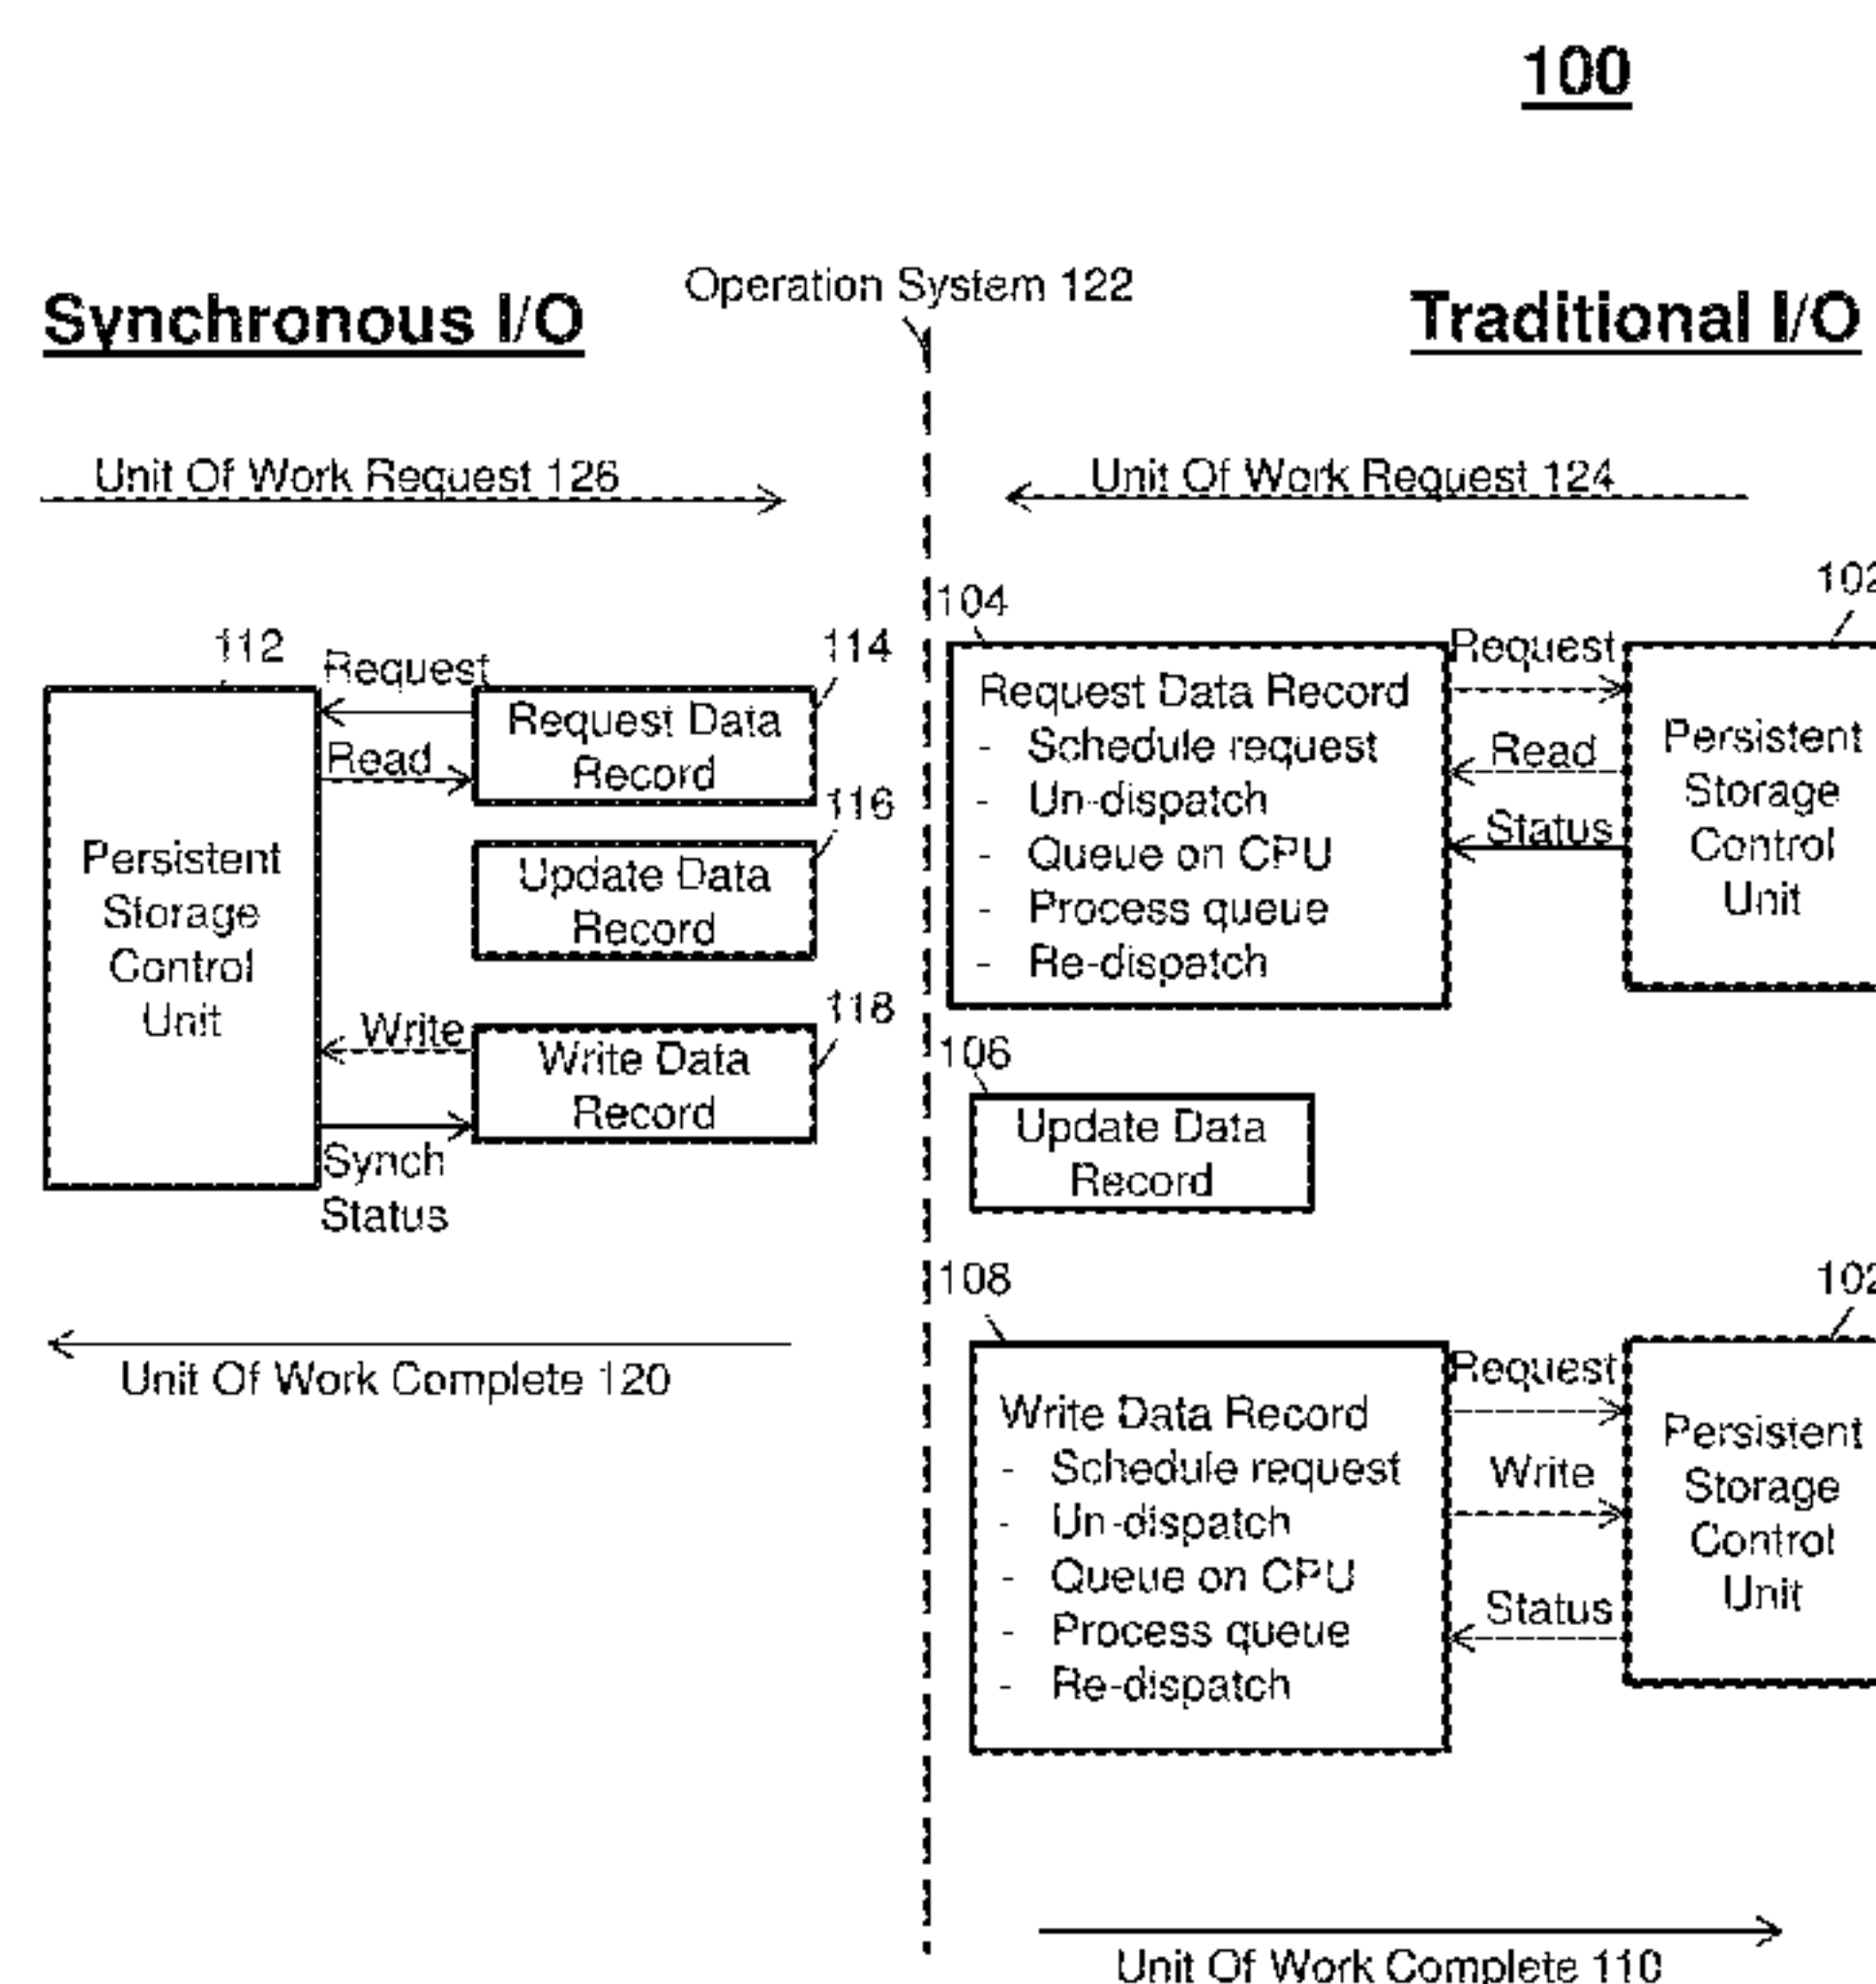 100
Operation System 122
Synchronous I/O
Traditional I/O
Unit Of Work Request 126
Unit Of Work Request 124
112
Request
Read
114
Request Data
Record
116
Update Data
Record
Persistent
Storage
Control
Unit
118
Write
Write Data
Record
Synch
Status
Unit Of Work Complete 120
104
Request Data Record
- Schedule request
- Un-dispatch
- Queue on CPU
- Process queue
- Re-dispatch
Request
Read
Status
102
Persistent
Storage
Control
Unit
106
Update Data
Record
108
Write Data Record
- Schedule request
- Un-dispatch
- Queue on CPU
- Process queue
- Re-dispatch
Request
Write
Status
102
Persistent
Storage
Control
Unit
Unit Of Work Complete 110